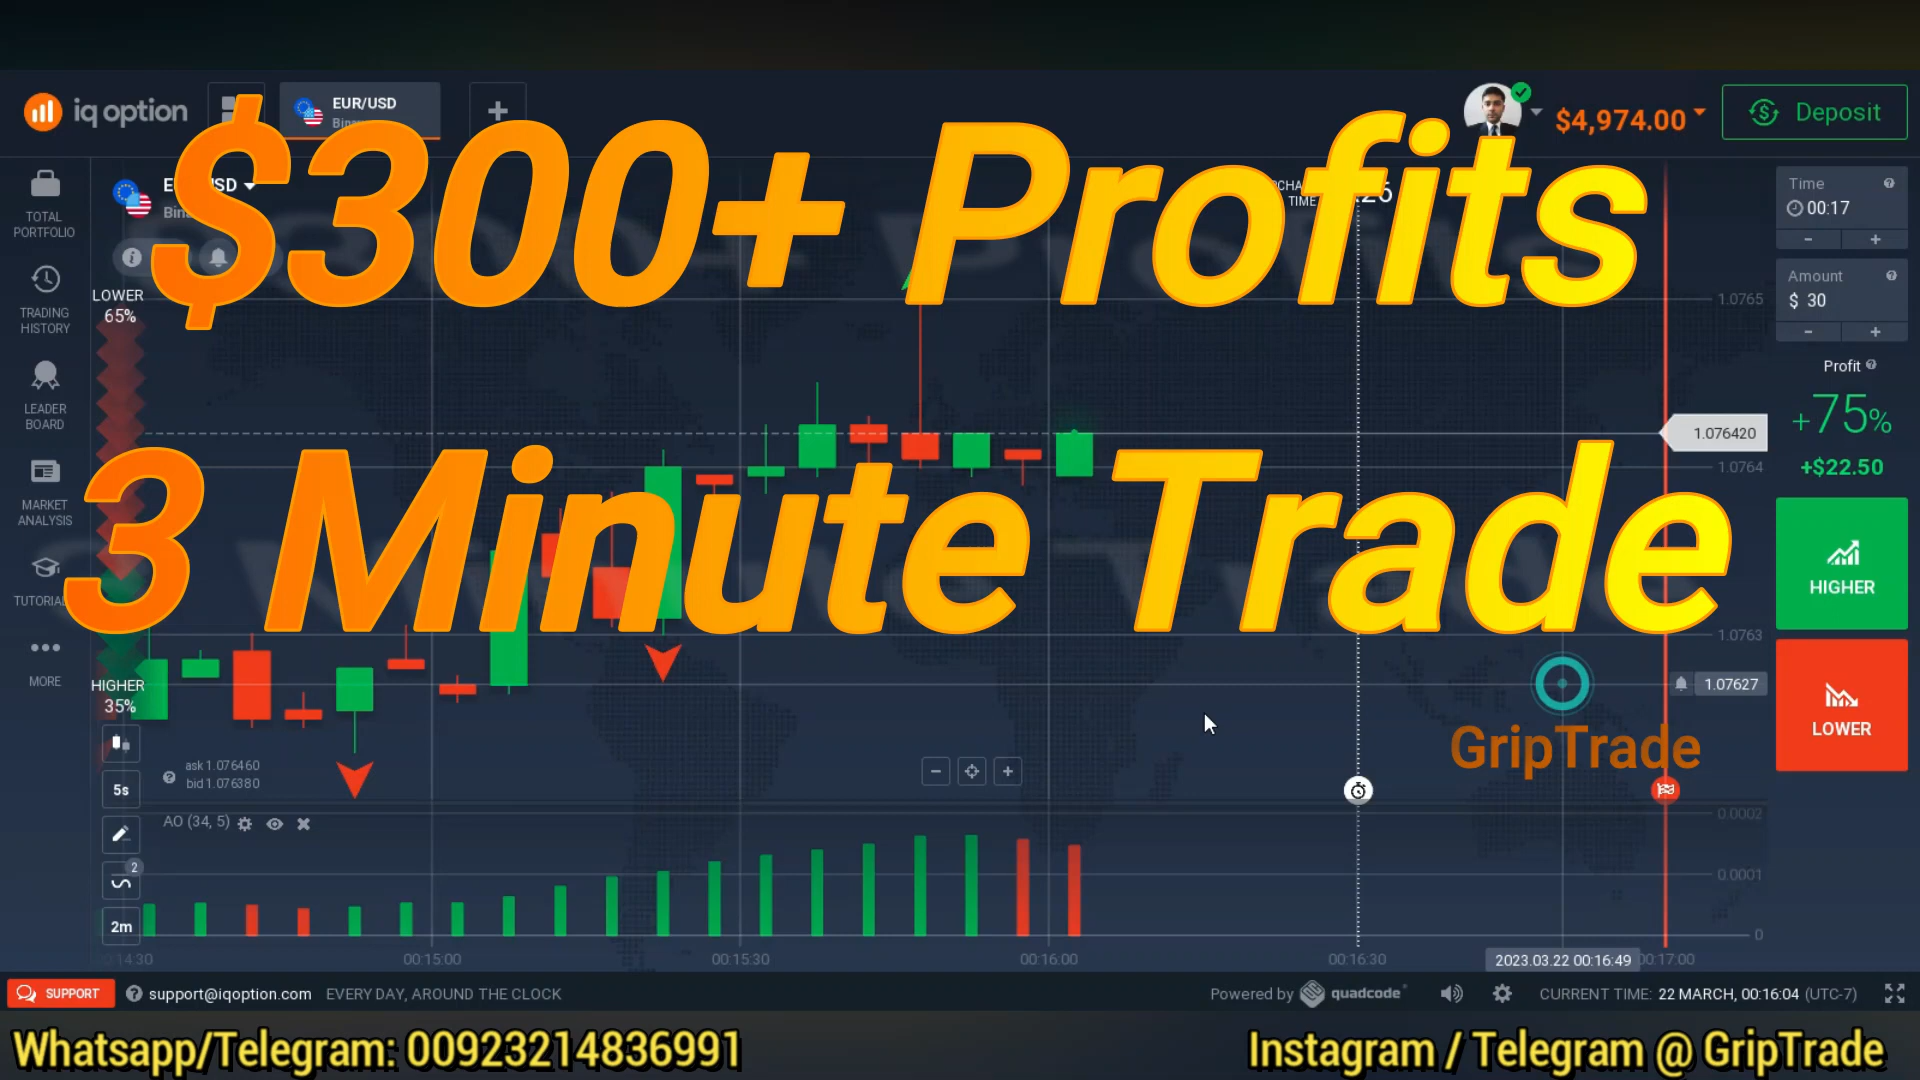 iq option
EUR/USD
$4,974.00
Deposit
$300+ Profits
TOTAL
PORTFOLIO
TRADING
HISTORY
LEADER
BOARD
MARKET
ANALYSIS
MORE
LOWER
65%
HIGHER
35%
TIME
1.0765
1.076420
1.0764
1.0763
1.07627
3 Minute Trade
GripTrade
Time
00:17
- +
Amount
$ 30
- +
Profit
+75%
+$22.50
HIGHER
LOWER
ask 1.076460
bid 1.076380
5s
2
2m
AO (34, 5)
0.0002
0.0001
0
14:30
00:15:00
00:15:30
00:16:00
00:16:30
2023.03.22 00:16:49
00:17:00
SUPPORT
support@iqoption.com EVERY DAY, AROUND THE CLOCK
Powered by quadcode
CURRENT TIME: 22 MARCH, 00:16:04 (UTC-7)
Whatsapp/Telegram: 00923214836991
Instagram / Telegram @ GripTrade